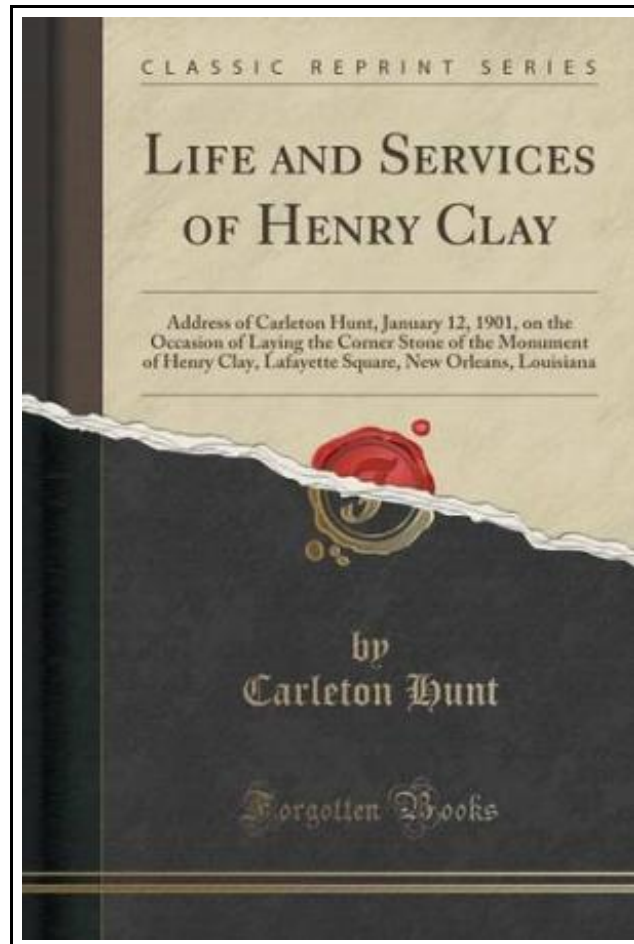 CLASSIC REPRINT SERIES
LIFE AND SERVICES
OF HENRY CLAY
Address of Carleton Hunt, January 12, 1901, on the
Occasion of Laying the Corner Stone of the Monument
of Henry Clay, Lafayette Square, New Orleans, Louisiana
by
Carleton Hunt
Forgotten Books